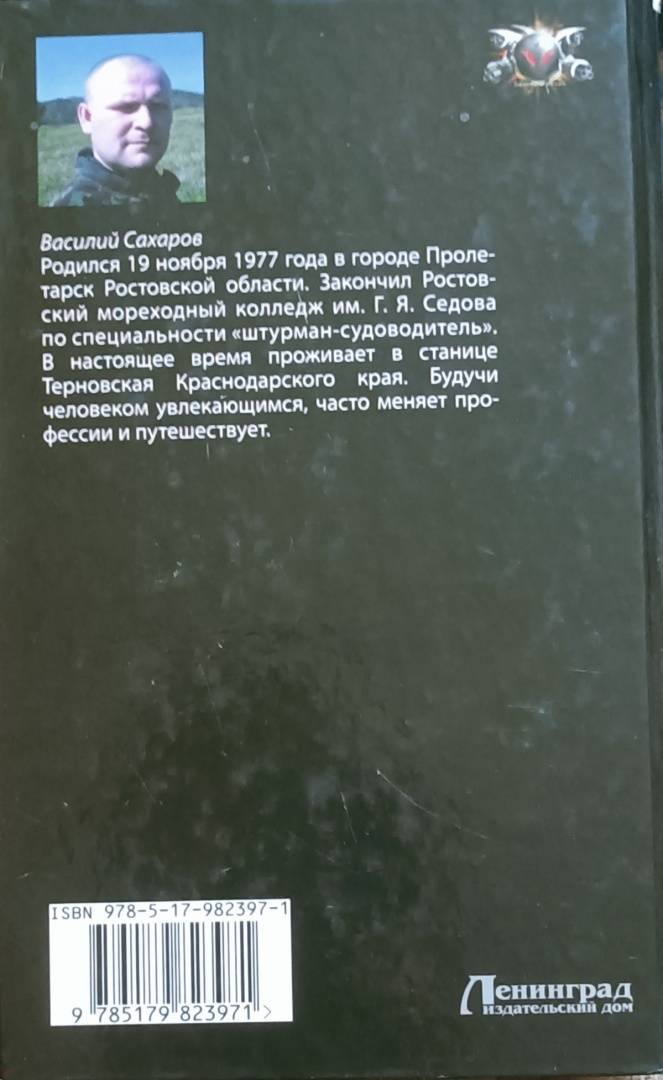 Василий Сахаров
Родился 19 ноября 1977 года в городе Проле-
тарск Ростовской области. Закончил Ростов-
ский мореходный колледж им. Г. Я. Седова
по специальности «штурман-судоводитель».
В настоящее время проживает в станице
Терновская Краснодарского края. Будучи
человеком увлекающимся, часто меняет про-
фессии и путешествует.
ISBN 978-5-17-982397-1
9 785179 823971 >
Ленинград
издательский дом